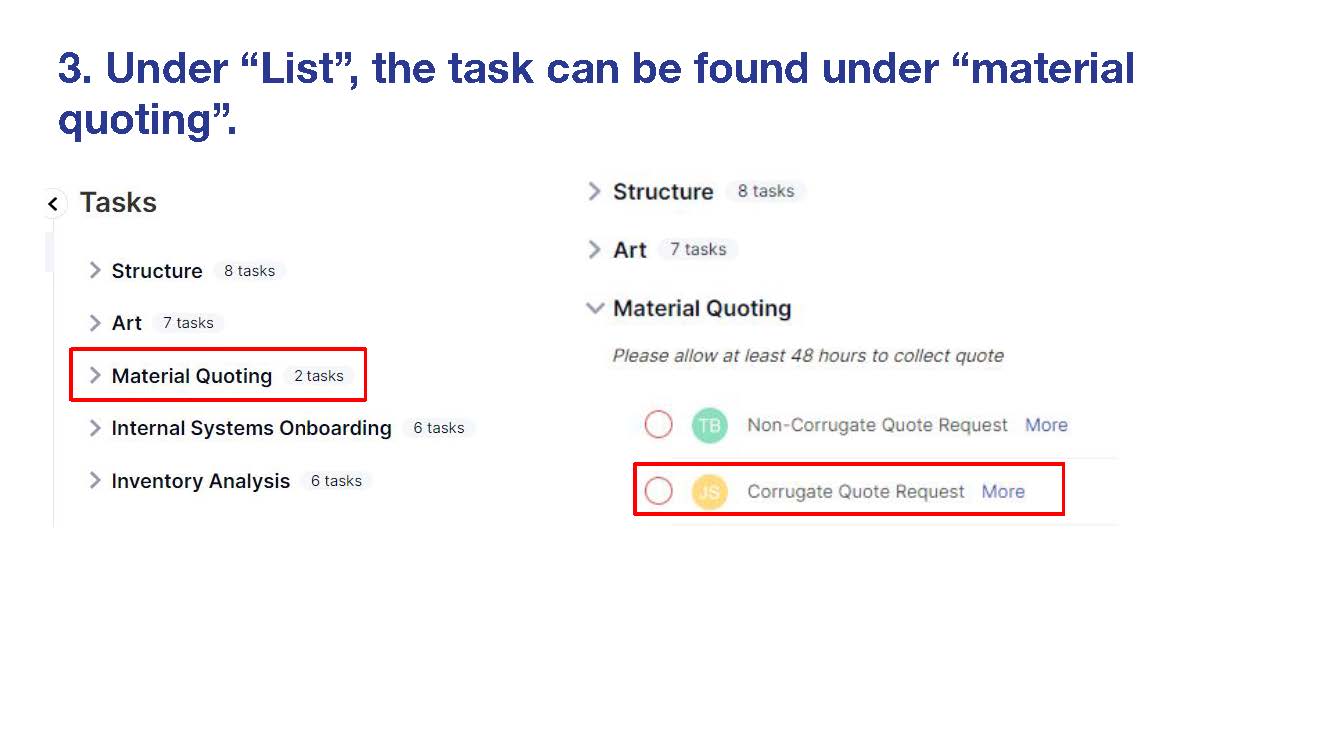 3. Under “List”, the task can be found under “material
quoting”.
Tasks
Structure 8 tasks
Art 7 tasks
Material Quoting 2 tasks
Internal Systems Onboarding 6 tasks
Inventory Analysis 6 tasks
Structure 8 tasks
Art 7 tasks
Material Quoting
Please allow at least 48 hours to collect quote
TB Non-Corrugate Quote Request More
JS Corrugate Quote Request More